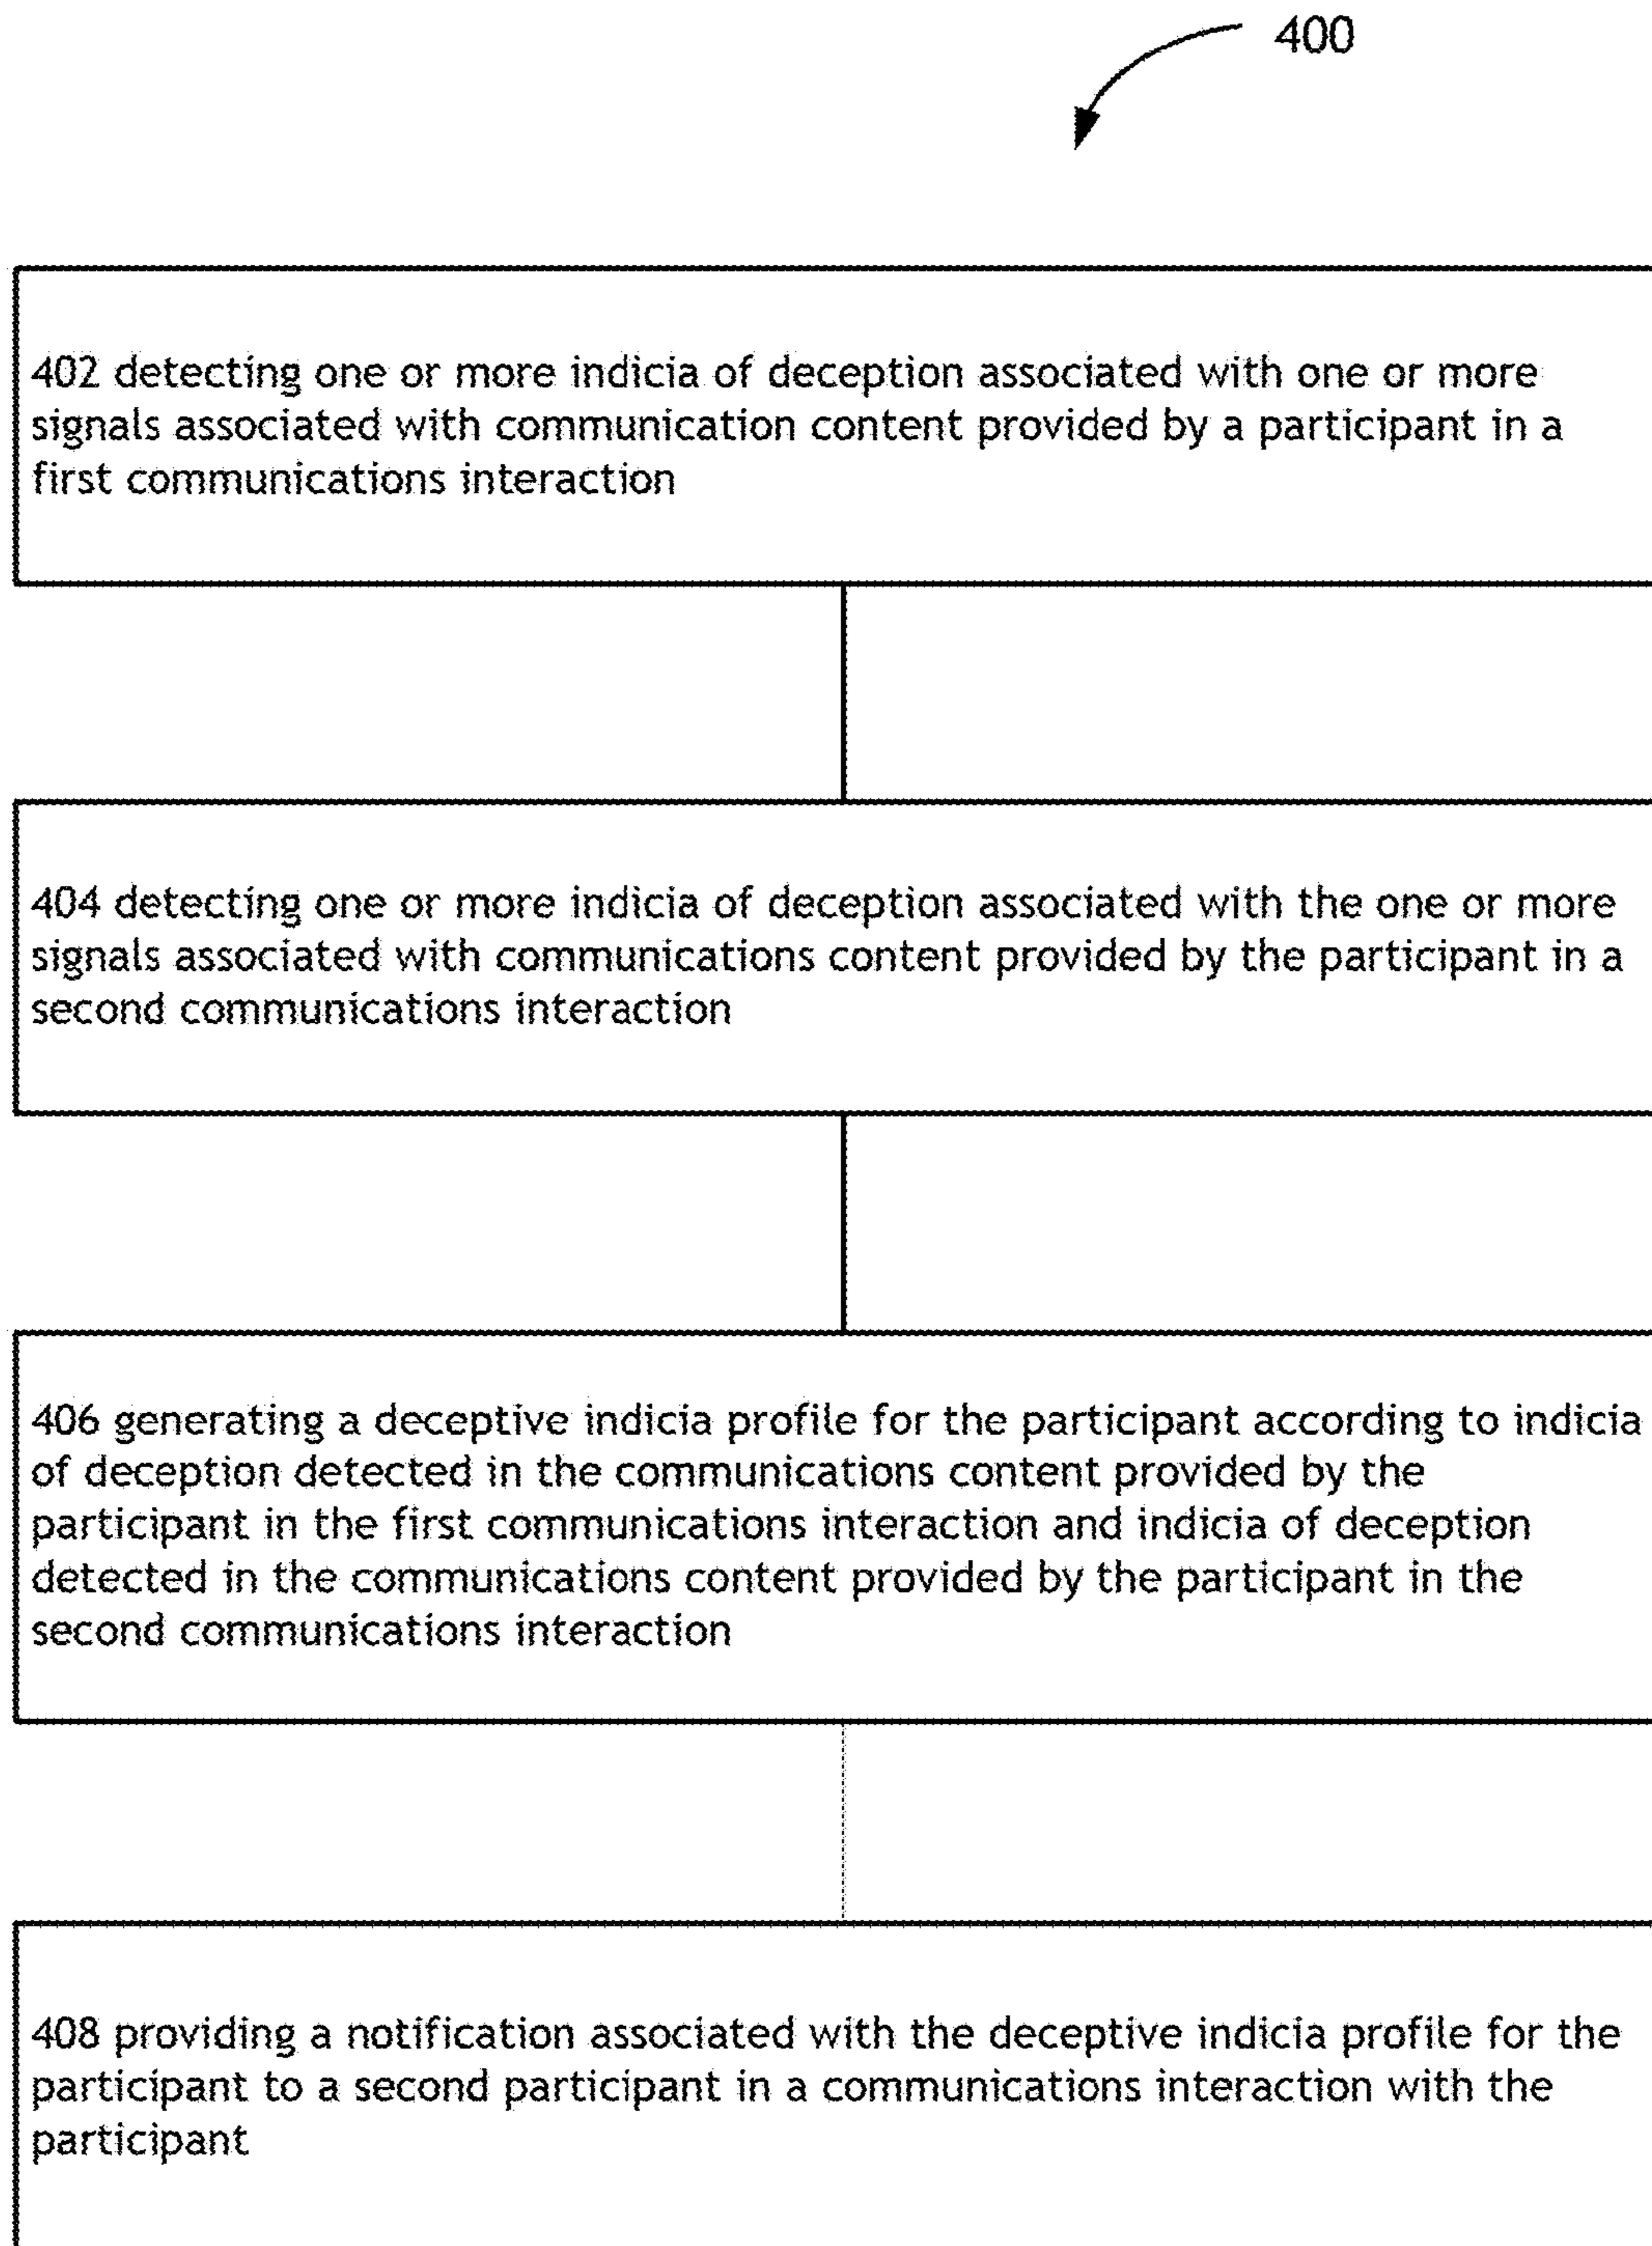 400
402 detecting one or more indicia of deception associated with one or more
signals associated with communication content provided by a participant in a
first communications interaction
404 detecting one or more indicia of deception associated with the one or more
signals associated with communications content provided by the participant in a
second communications interaction
406 generating a deceptive indicia profile for the participant according to indicia
of deception detected in the communications content provided by the
participant in the first communications interaction and indicia of deception
detected in the communications content provided by the participant in the
second communications interaction
408 providing a notification associated with the deceptive indicia profile for the
participant to a second participant in a communications interaction with the
participant